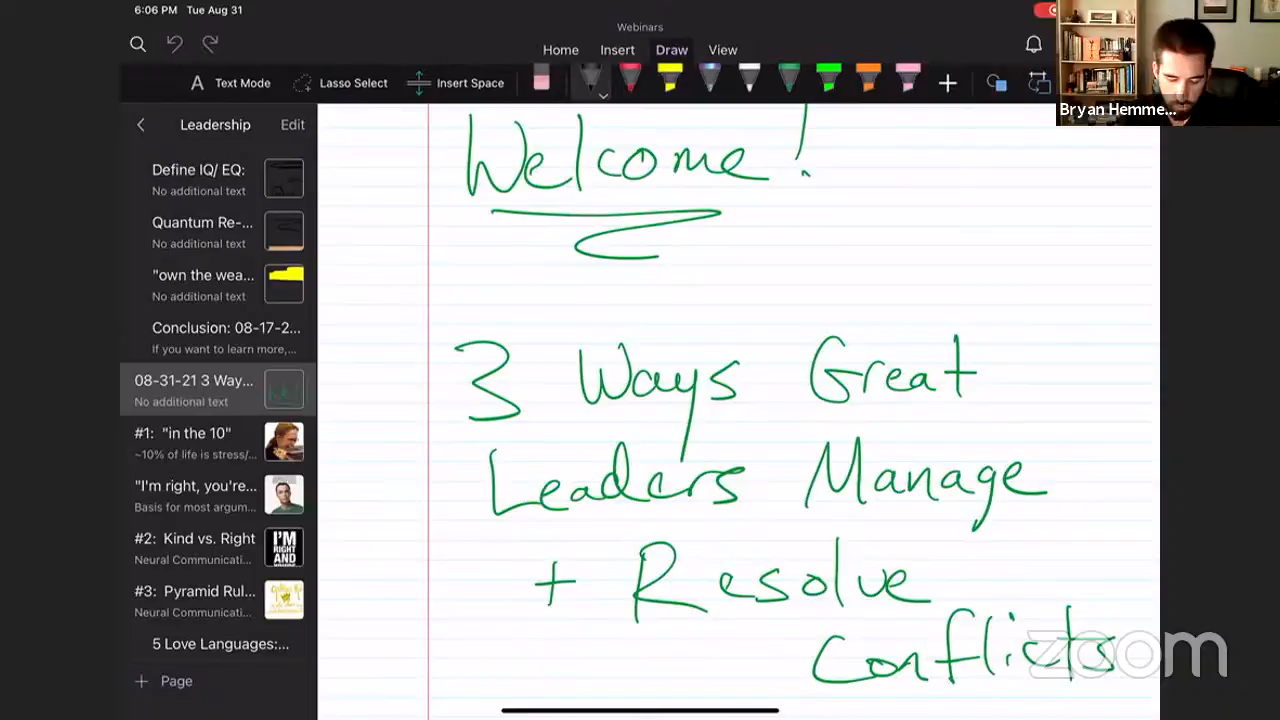 6:06 PM Tue Aug 31
Webinars
Home Insert Draw View
Text Mode Lasso Select Insert Space
Bryan Hemme...
Leadership Edit
Define IQ/ EQ:
No additional text
Quantum Re-...
No additional text
"own the wea...
No additional text
Conclusion: 08-17-2...
If you want to learn more,...
08-31-21 3 Way...
No additional text
#1: "in the 10"
~10% of life is stress/...
"I'm right, you're...
Basis for most argum...
#2: Kind vs. Right
Neural Communicati...
I'M
RIGHT
AND
#3: Pyramid Rul...
Neural Communicati...
5 Love Languages:...
+ Page
Welcome!
3 Ways Great
Leaders Manage
+ Resolve
Conflicts
zoom